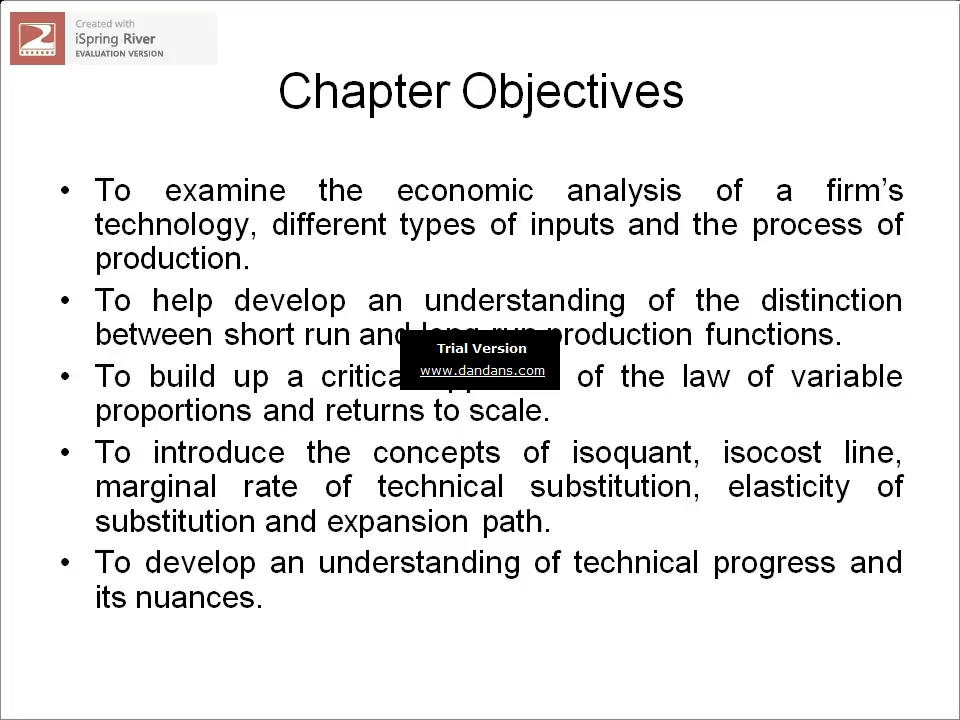 Created with
iSpring River
EVALUATION VERSION
Chapter Objectives
• To examine the economic analysis of a firm's
technology, different types of inputs and the process of
production.
• To help develop an understanding of the distinction
between short run and long run production functions.
Trial Version
www.dandans.com
• To build up a critical of the law of variable
proportions and returns to scale.
• To introduce the concepts of isoquant, isocost line,
marginal rate of technical substitution, elasticity of
substitution and expansion path.
• To develop an understanding of technical progress and
its nuances.